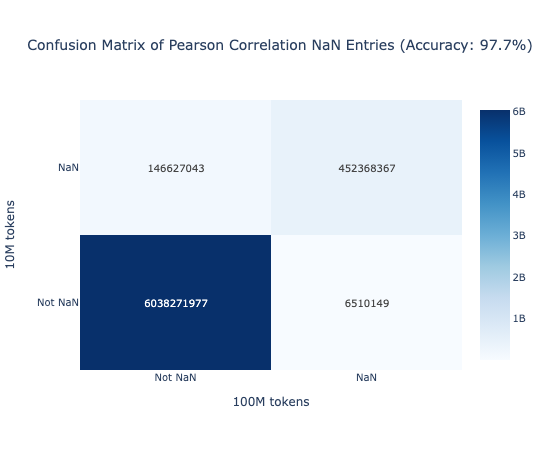 Confusion Matrix of Pearson Correlation NaN Entries (Accuracy: 97.7%)
6B
5B
4B
3B
2B
1B
10M tokens
NaN
Not NaN
146627043
452368367
6038271977
6510149
Not NaN
NaN
100M tokens